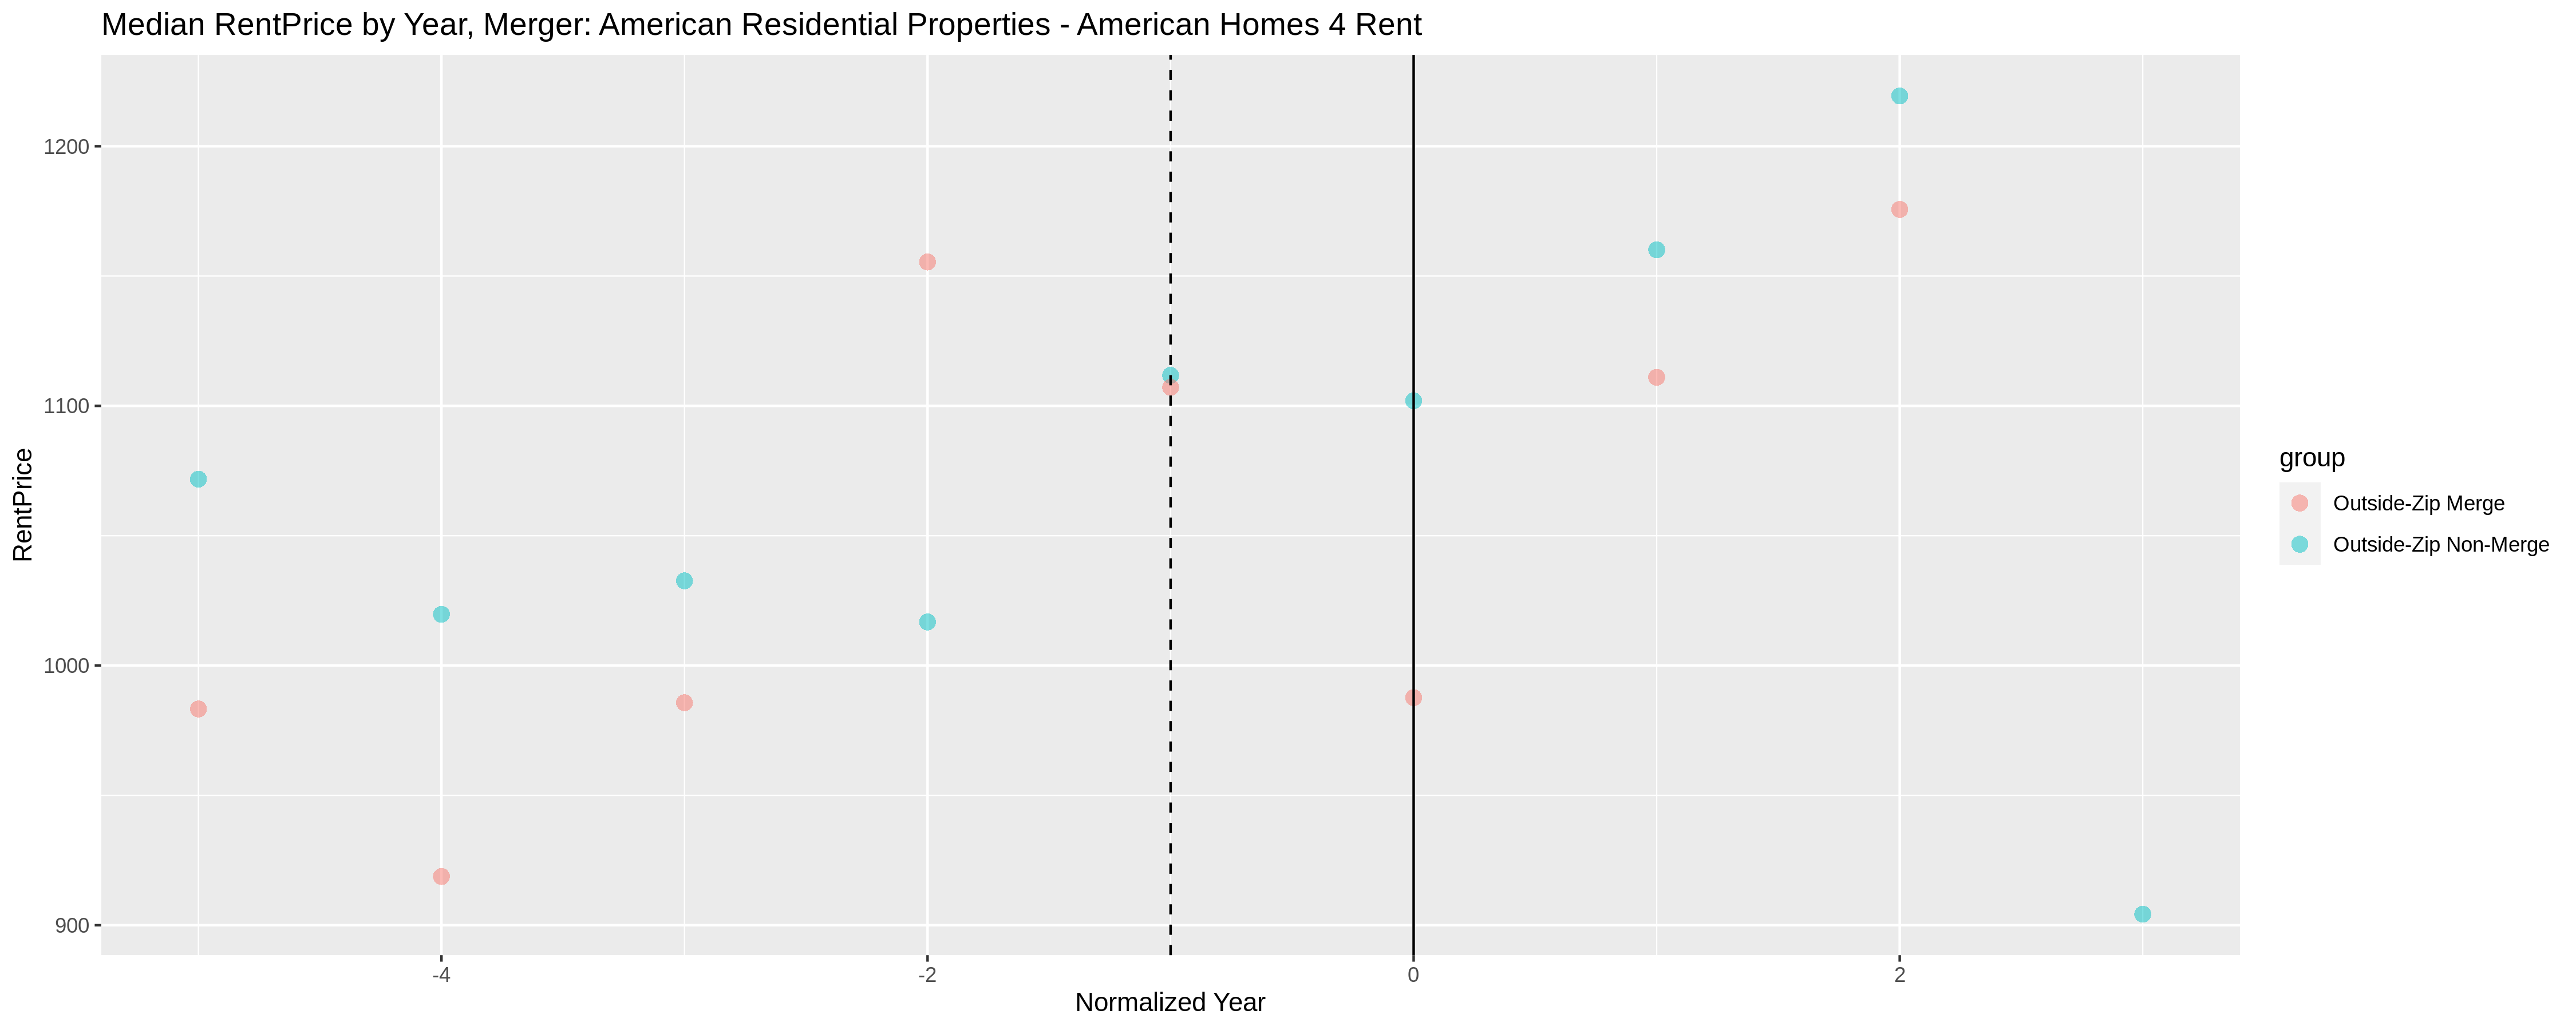 Median RentPrice by Year, Merger: American Residential Properties - American Homes 4 Rent
RentPrice
1200
1100
1000
900
-4
-2
0
2
Normalized Year
group
Outside-Zip Merge
Outside-Zip Non-Merge